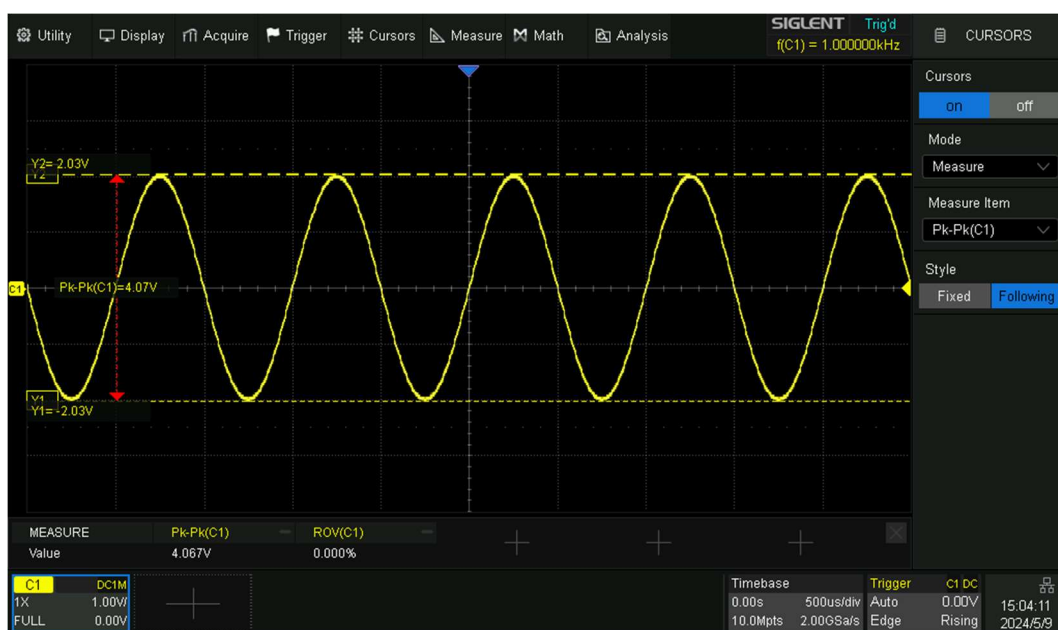 Utility Display Acquire Trigger Cursors Measure Math Analysis
SIGLENT Trig'd
f(C1) = 1.000000kHz
CURSORS
Cursors
on off
Mode
Measure
Measure Item
Pk-Pk(C1)
Style
Fixed Following
Y2= 2.03V
Y2
C1
Pk-Pk(C1)=4.07V
Y1
Y1= -2.03V
MEASURE Pk-Pk(C1) ROV(C1)
Value 4.067V 0.000%
C1 DC1M
1X 1.00V/
FULL 0.00V
Timebase
0.00s 500us/div
10.0Mpts 2.00GSa/s
Trigger C1 DC
Auto 0.00V
Edge Rising
15:04:11
2024/5/9